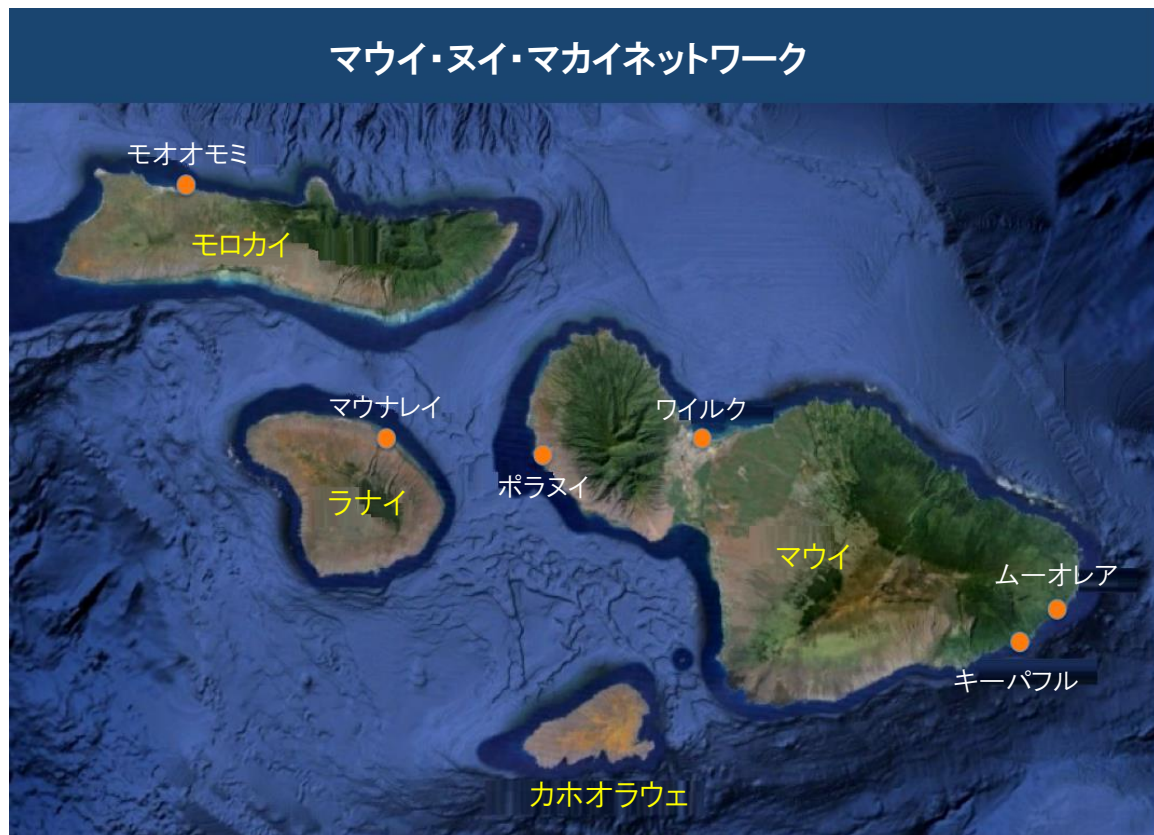 マウイ・ヌイ・マカイネットワーク
モオオモミ
モロカイ
マウナレイ
ワイルク
ポラヌイ
ラナイ
マウイ
ムーオレア
キーパフル
カホオラウェ